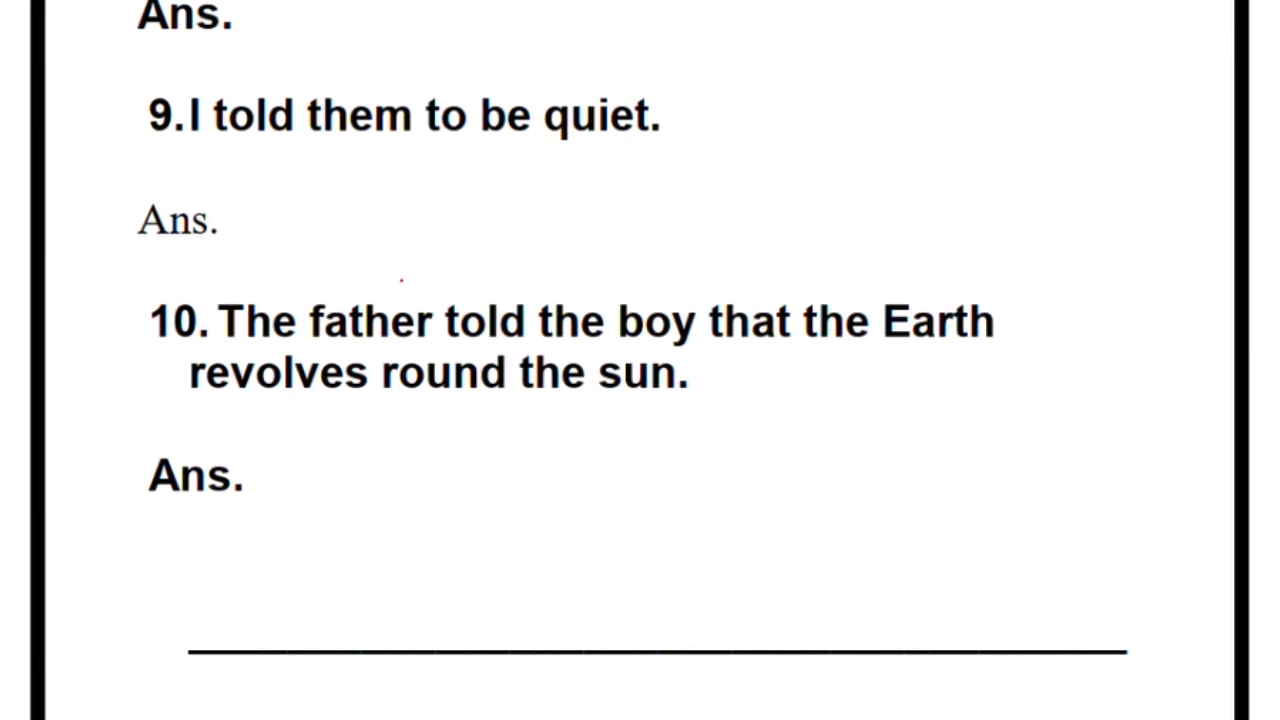 Ans.
9. I told them to be quiet.
Ans.
10. The father told the boy that the Earth
revolves round the sun.
Ans.